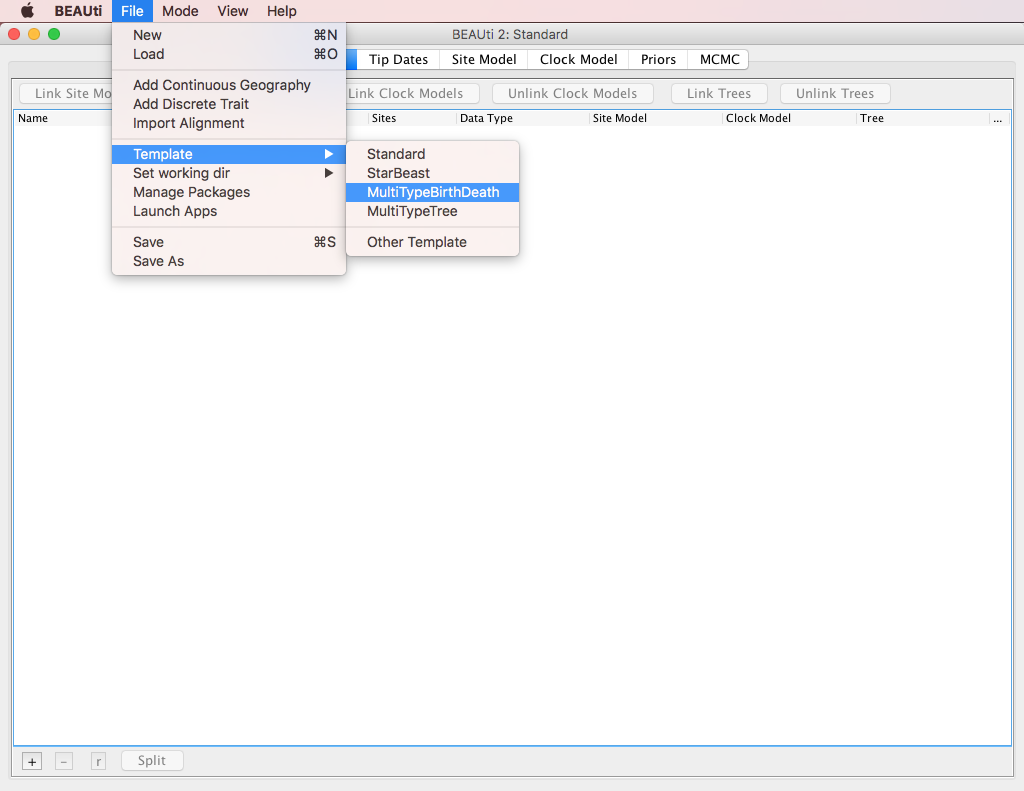 BEAUti File Mode View Help
BEAUti 2: Standard
New ⌘N
Load ⌘O
Add Continuous Geography
Add Discrete Trait
Import Alignment
Template ▶
Set working dir ▶
Manage Packages
Launch Apps
Save ⌘S
Save As
Standard
StarBeast
MultiTypeBirthDeath
MultiTypeTree
Other Template
Tip Dates Site Model Clock Model Priors MCMC
Link Site Mo Link Clock Models Unlink Clock Models Link Trees Unlink Trees
Name Sites Data Type Site Model Clock Model Tree ...
+ - r Split